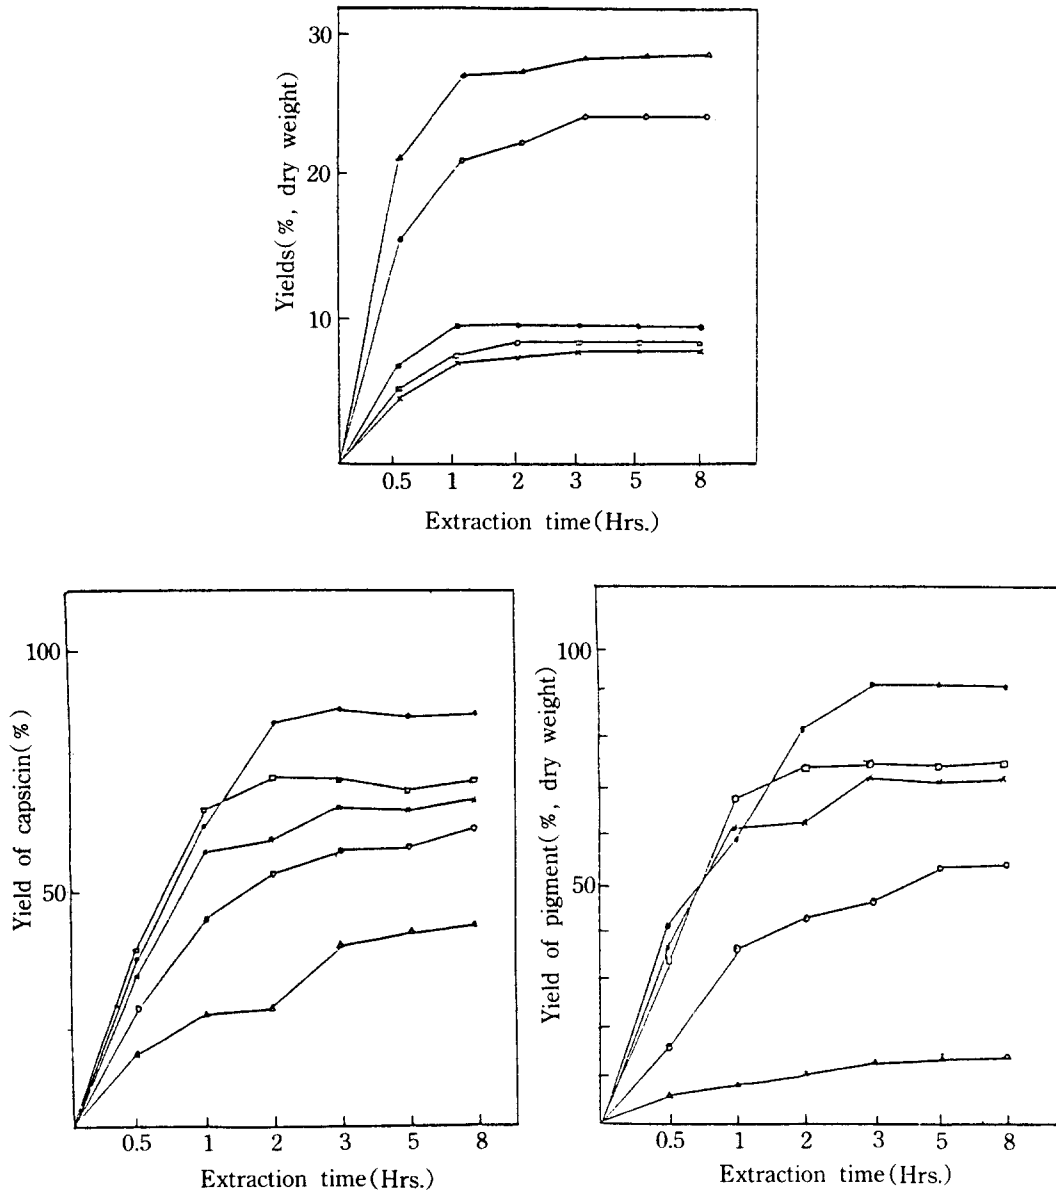 30
20
10
Yields(%, dry weight)
0.5 1 2 3 5 8
Extraction time(Hrs.)
100
50
Yield of capsicin(%)
0.5 1 2 3 5 8
Extraction time(Hrs.)
100
50
Yield of pigment(%, dry weight)
0.5 1 2 3 5 8
Extraction time(Hrs.)